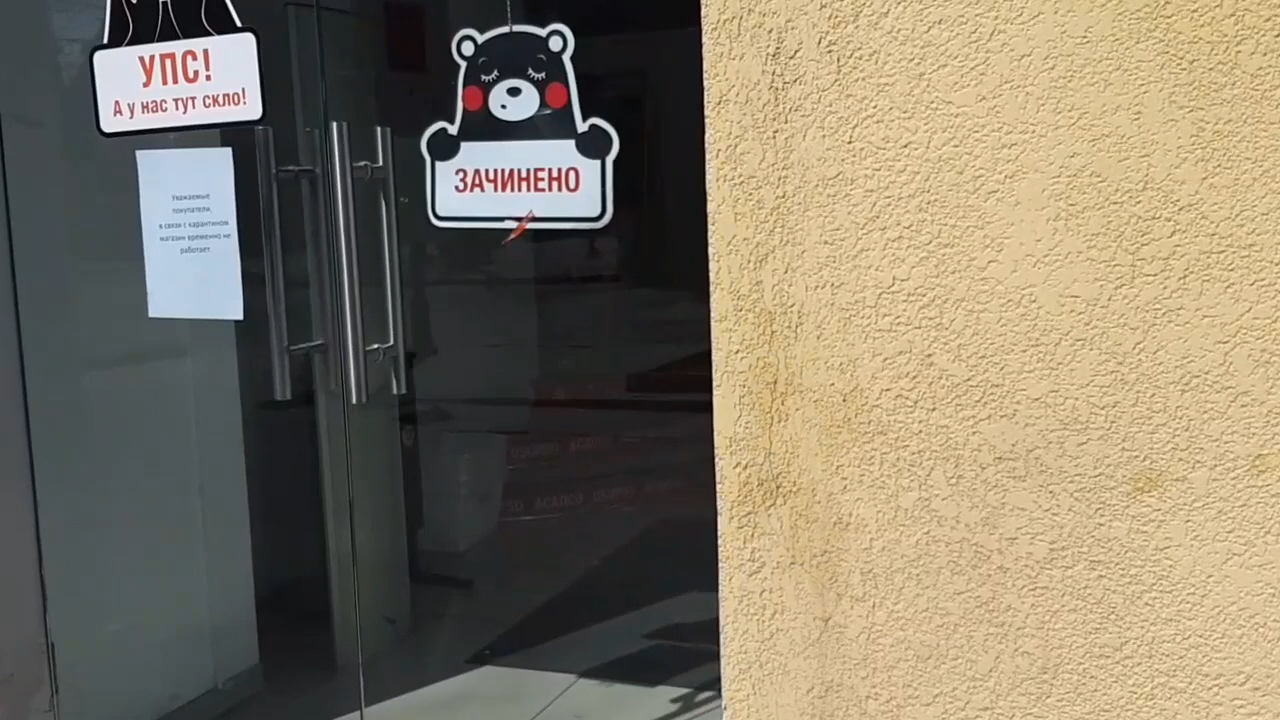 УПС!
А у нас тут скло!
ЗАЧИНЕНО
Уважаемые
покупатели,
в связи с карантином
магазин временно не
работает